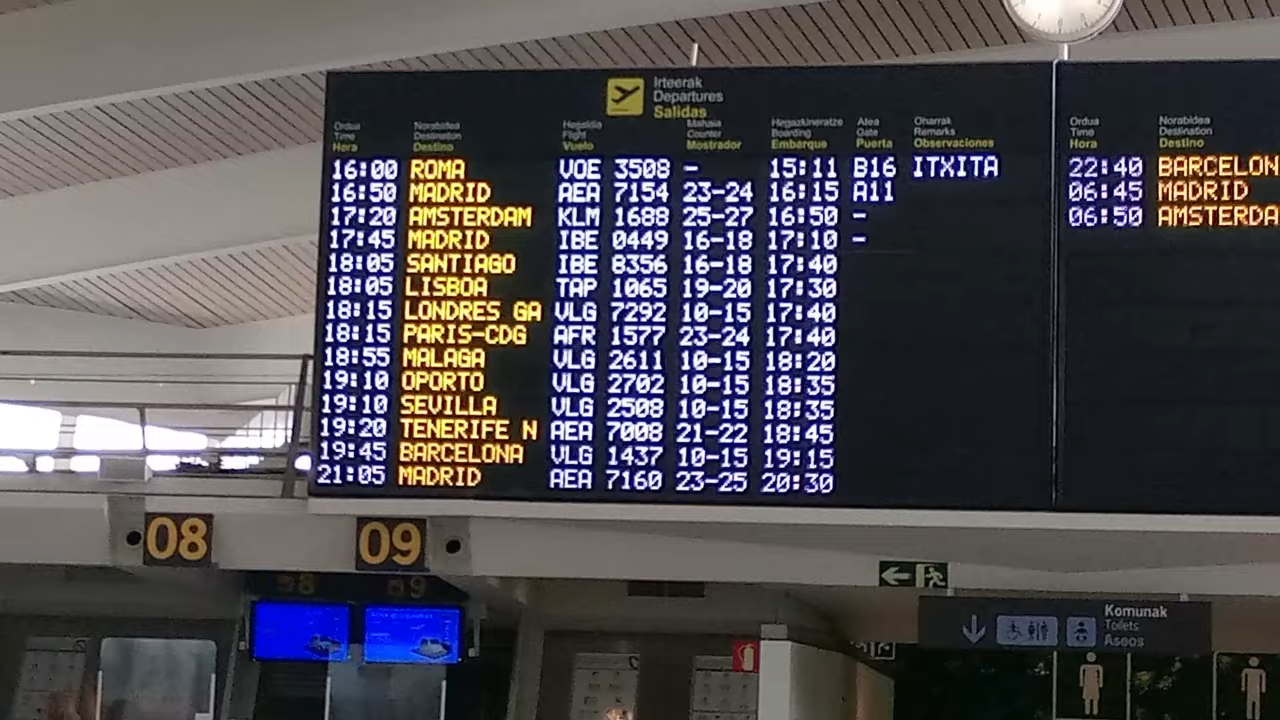 Irteerak
Departures
Salidas
Ordua Norabidea Hegaldia Mahaia Hegazkineratze Atea Oharrak
Time Destination Flight Counter Boarding Gate Remarks
Hora Destino Vuelo Mostrador Embarque Puerta Observaciones
16:00 ROMA VOE 3508 - 15:11 B16 ITXITA
16:50 MADRID AEA 7154 23-24 16:15 A11
17:20 AMSTERDAM KLM 1688 25-27 16:50 -
17:45 MADRID IBE 0449 16-18 17:10 -
18:05 SANTIAGO IBE 8356 16-18 17:40
18:05 LISBOA TAP 1065 19-20 17:30
18:15 LONDRES GA VLG 7292 10-15 17:40
18:15 PARIS-CDG AFR 1577 23-24 17:40
18:55 MALAGA VLG 2611 10-15 18:20
19:10 OPORTO VLG 2702 10-15 18:35
19:10 SEVILLA VLG 2508 10-15 18:35
19:20 TENERIFE N AEA 7008 21-22 18:45
19:45 BARCELONA VLG 1437 10-15 19:15
21:05 MADRID AEA 7160 23-25 20:30
Ordua Norabidea
Time Destination
Hora Destino
22:40 BARCELON
06:45 MADRID
06:50 AMSTERDA
08 09
Komunak
Toilets
Aseos